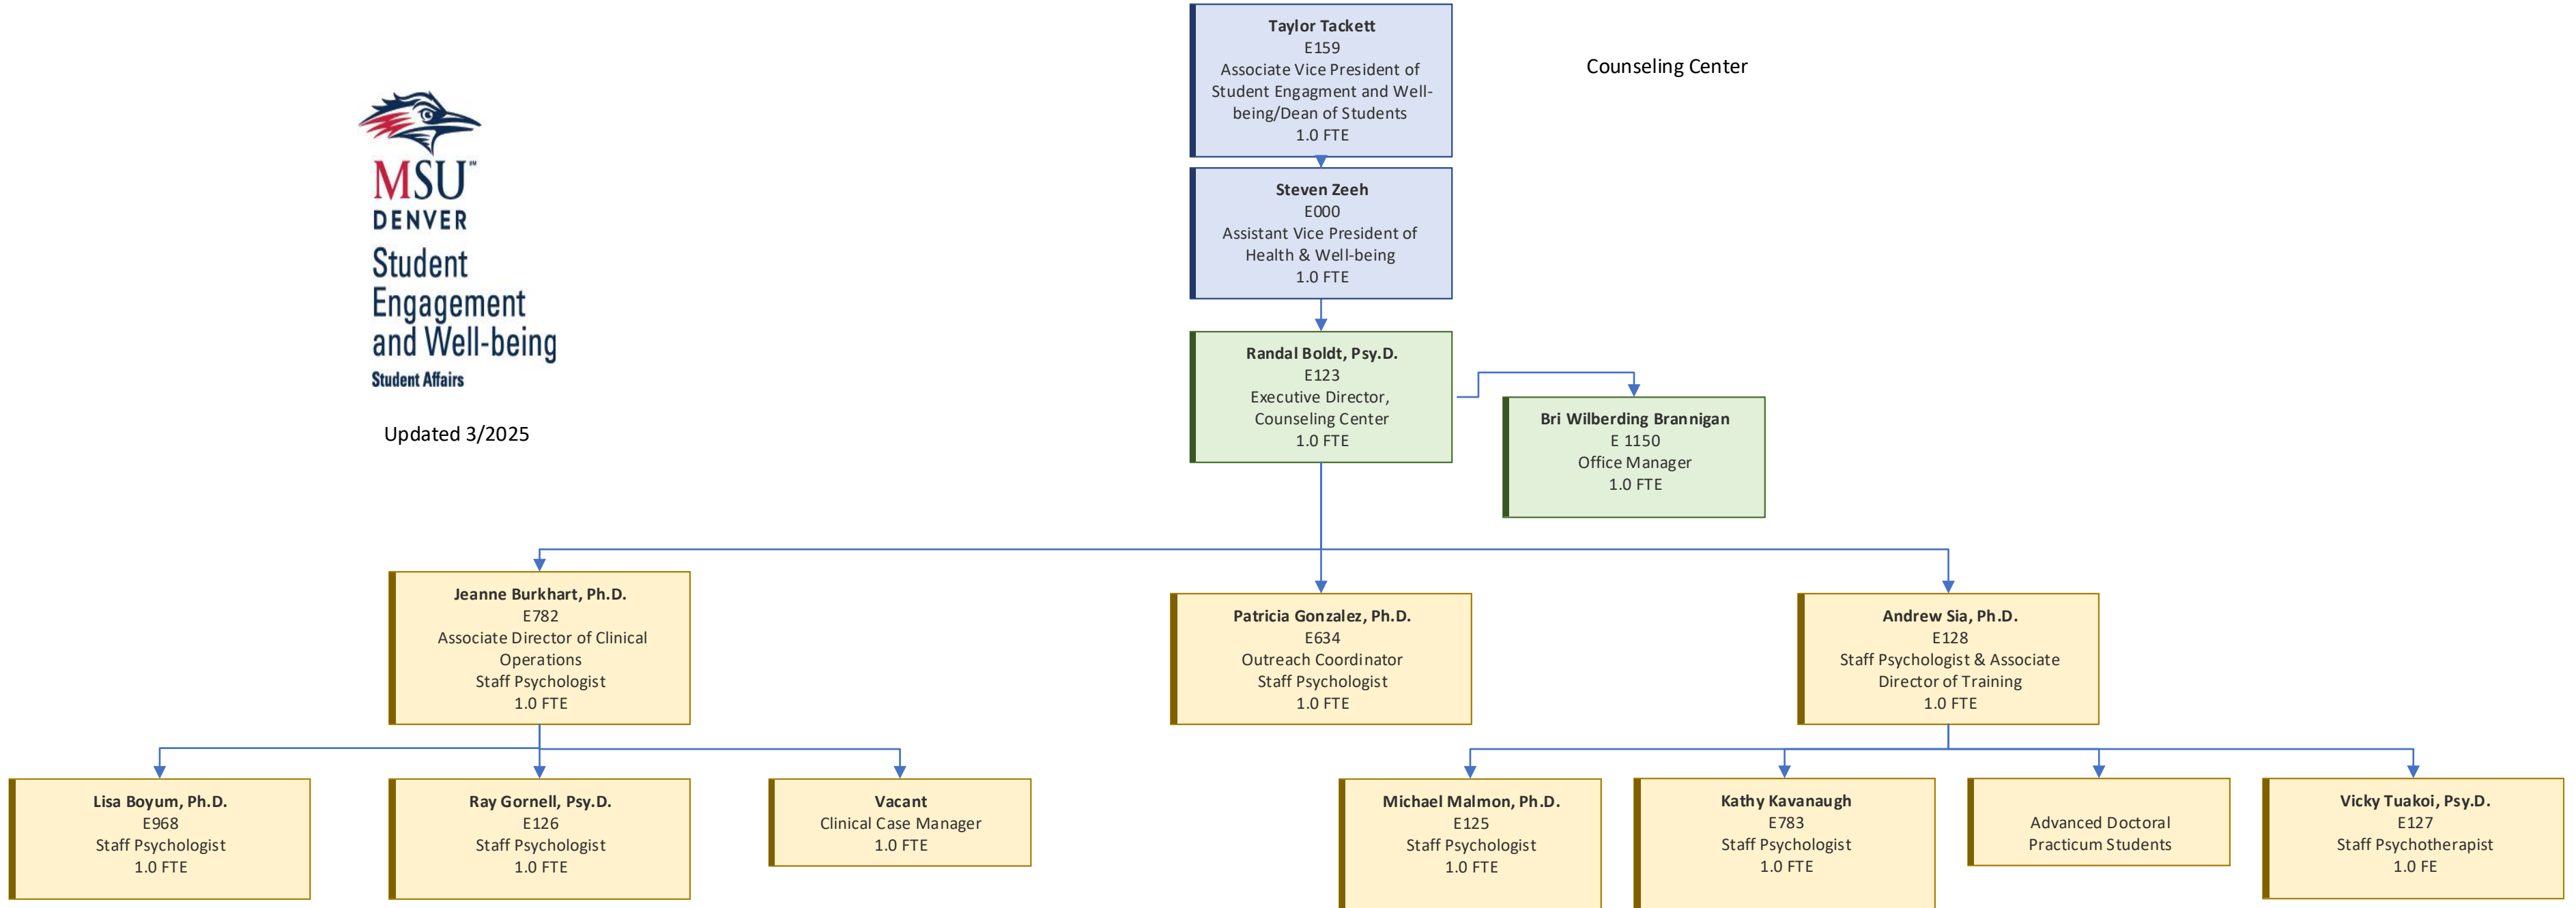 Taylor Tackett
E159
Associate Vice President of
Student Engagment and Well-
being/Dean of Students
1.0 FTE
Counseling Center
MSU℠
DENVER
Student
Engagement
and Well-being
Student Affairs
Updated 3/2025
Steven Zeeh
E000
Assistant Vice President of
Health & Well-being
1.0 FTE
Randal Boldt, Psy.D.
E123
Executive Director,
Counseling Center
1.0 FTE
Bri Wilberding Brannigan
E 1150
Office Manager
1.0 FTE
Jeanne Burkhart, Ph.D.
E782
Associate Director of Clinical
Operations
Staff Psychologist
1.0 FTE
Patricia Gonzalez, Ph.D.
E634
Outreach Coordinator
Staff Psychologist
1.0 FTE
Andrew Sia, Ph.D.
E128
Staff Psychologist & Associate
Director of Training
1.0 FTE
Lisa Boyum, Ph.D.
E968
Staff Psychologist
1.0 FTE
Ray Gornell, Psy.D.
E126
Staff Psychologist
1.0 FTE
Vacant
Clinical Case Manager
1.0 FTE
Michael Malmon, Ph.D.
E125
Staff Psychologist
1.0 FTE
Kathy Kavanaugh
E783
Staff Psychologist
1.0 FTE
Advanced Doctoral
Practicum Students
Vicky Tuakoi, Psy.D.
E127
Staff Psychotherapist
1.0 FE